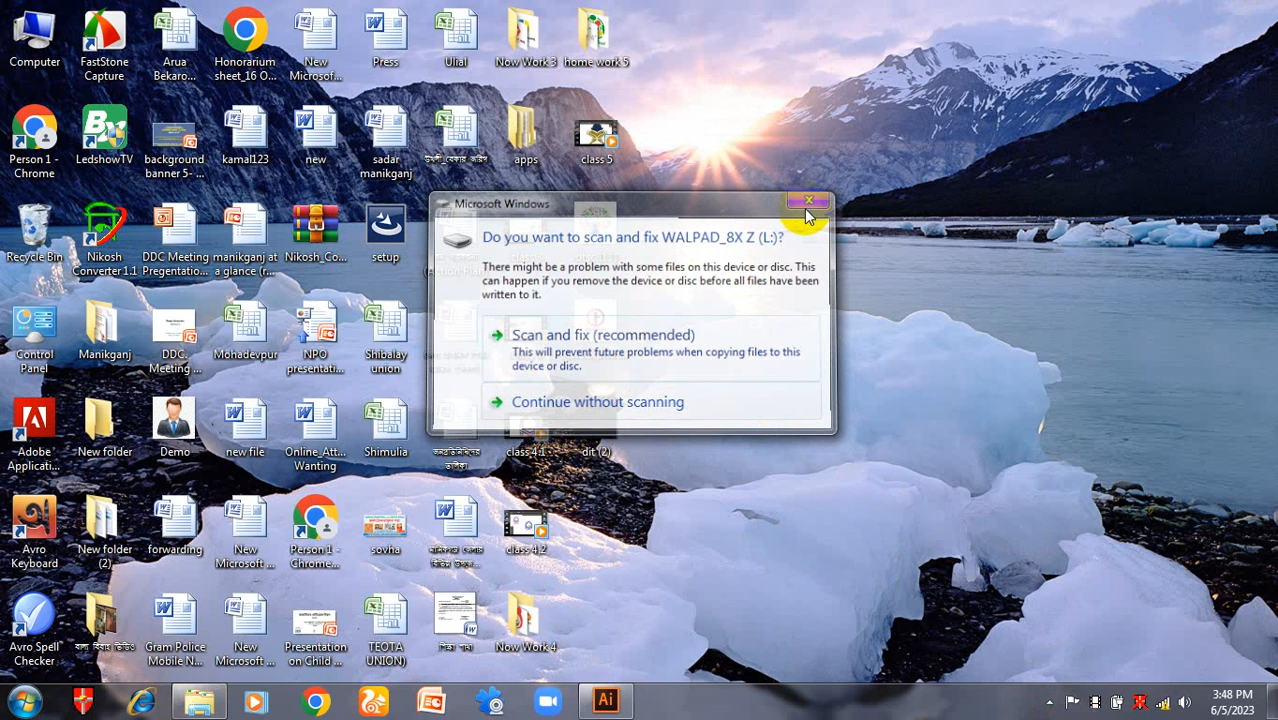 Computer
FastStone
Capture
Arua
Bekaro...
Honorarium
sheet_16 O...
New
Microsof...
Press
Ulial
Now Work 3
home work 5
Person 1 -
Chrome
LedshowTV
background
banner 5- ...
kamal123
new
sadar
manikganj
apps
class 5
Recycle Bin
Nikosh
Converter 1.1
DDC Meeting
Presentatio...
manikganj at
a glance (r...
Nikosh_Co...
setup
Microsoft Windows
Do you want to scan and fix WALPAD_8X Z (L:)?
There might be a problem with some files on this device or disc. This
can happen if you remove the device or disc before all files have been
written to it.
Scan and fix (recommended)
This will prevent future problems when copying files to this
device or disc.
Continue without scanning
Control
Panel
Manikganj
DDC.
Meeting ...
Mohadevpur
NPO
presentati...
Shibalay
union
Adobe
Applicati...
New folder
Demo
new file
Online_Att...
Wanting
Shimulia
জনপ্রতিনিধিদের
তালিকা
class 4.1
dit (2)
Avro
Keyboard
New folder
(2)
forwarding
New
Microsoft ...
Person 1 -
Chrome...
sovha
class 4.2
Avro Spell
Checker
বাল্য বিবাহ ভিডিও
Gram Police
Mobile N...
New
Microsoft ...
Presentation
on Child ...
TEOTA
UNION)
শিক্ষা শাখা
Now Work 4
Ai
3:48 PM
6/5/2023